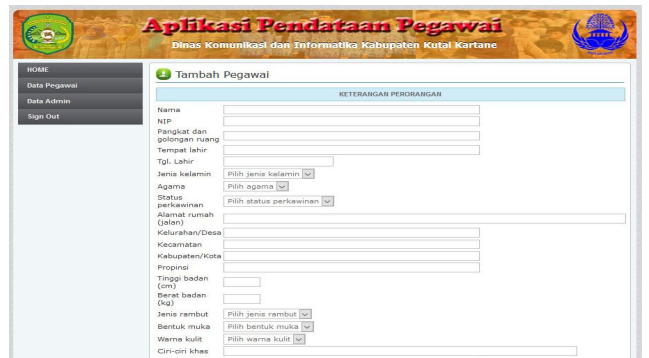 Aplikasi Pendataan Pegawai
Dinas Komunikasi dan Informatika Kabupaten Kutai Kartane
HOME
Data Pegawai
Data Admin
Sign Out
Tambah Pegawai
KETERANGAN PERORANGAN
Nama
NIP
Pangkat dan
golongan ruang
Tempat lahir
Tgl. Lahir
Jenis kelamin Pilih jenis kelamin
Agama Pilih agama
Status
perkawinan Pilih status perkawinan
Alamat rumah
(jalan)
Kelurahan/Desa
Kecamatan
Kabupaten/Kota
Propinsi
Tinggi badan
(cm)
Berat badan
(kg)
Jenis rambut Pilih jenis rambut
Bentuk muka Pilih bentuk muka
Warna kulit Pilih warna kulit
Ciri-ciri khas